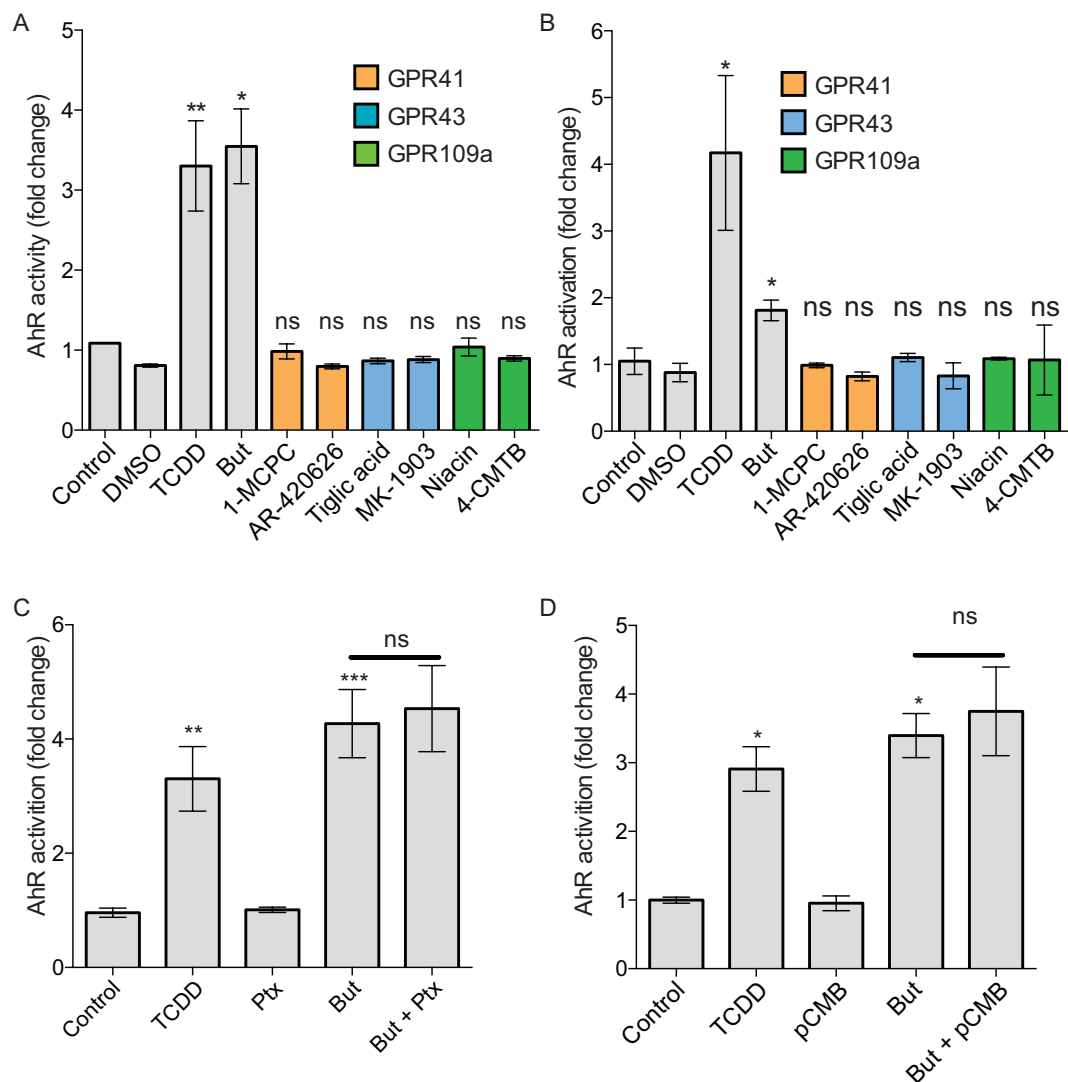 A
AhR activity (fold change)
5
4
3
2
1
0
GPR41
GPR43
GPR109a
**
*
ns
ns
ns
ns
ns
ns
Control
DMSO
TCDD
But
1-MCPC
AR-420626
Tiglic acid
MK-1903
Niacin
4-CMTB
B
AhR activation (fold change)
6
5
4
3
2
1
0
GPR41
GPR43
GPR109a
*
*
ns
ns
ns
ns
ns
ns
Control
DMSO
TCDD
But
1-MCPC
AR-420626
Tiglic acid
MK-1903
Niacin
4-CMTB
C
AhR activition (fold change)
6
4
2
0
ns
**
***
Control
TCDD
Ptx
But
But + Ptx
D
AhR activation (fold change)
5
4
3
2
1
0
ns
*
*
Control
TCDD
pCMB
But
But + pCMB